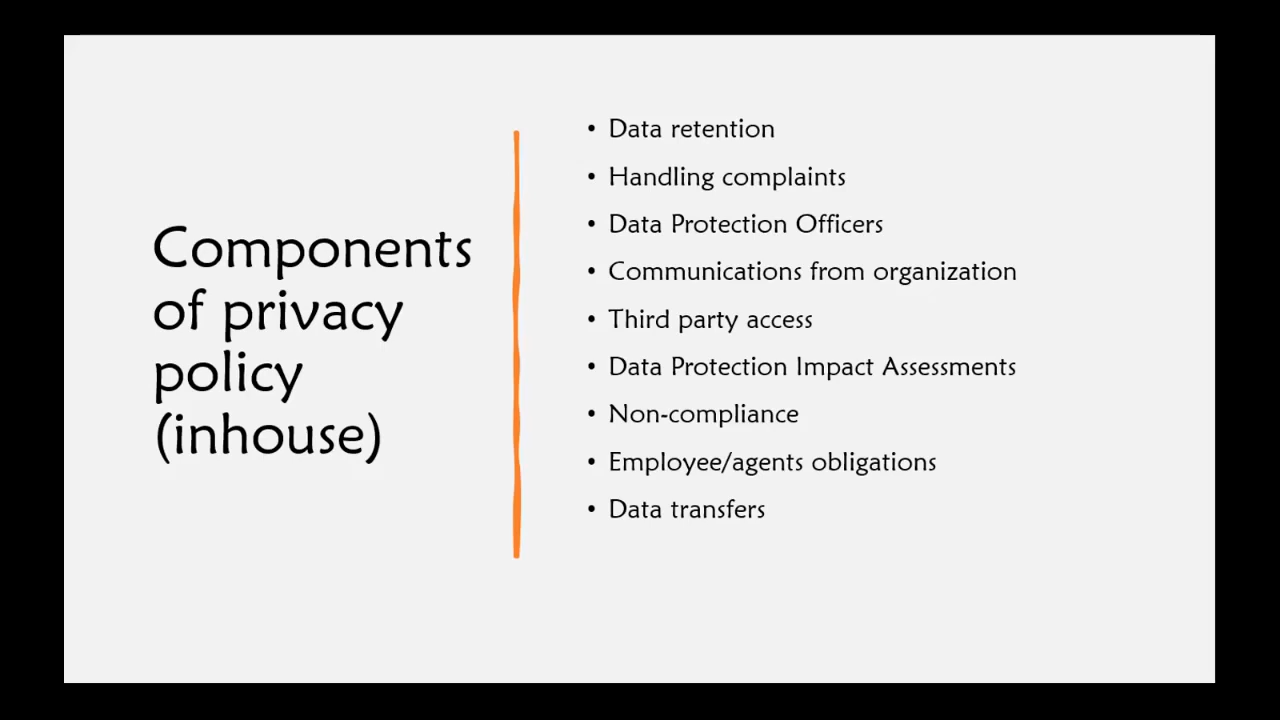 Components
of privacy
policy
(inhouse)
• Data retention
• Handling complaints
• Data Protection Officers
• Communications from organization
• Third party access
• Data Protection Impact Assessments
• Non-compliance
• Employee/agents obligations
• Data transfers